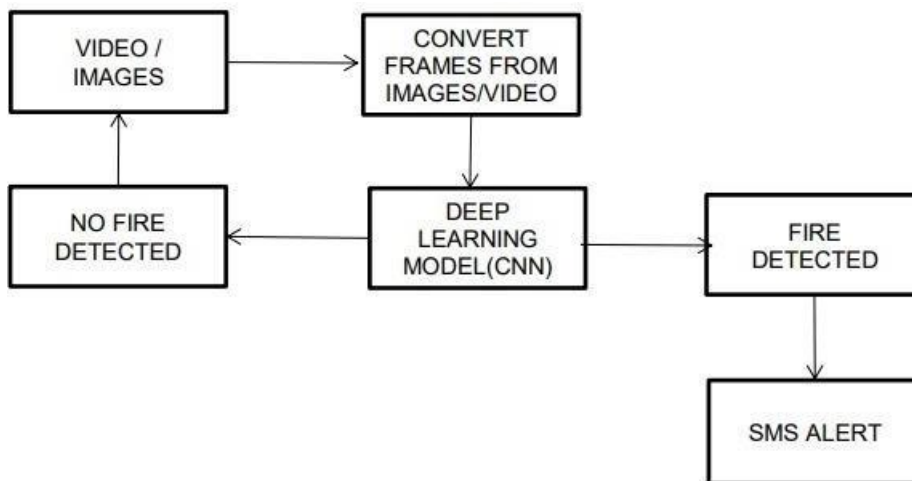 VIDEO /
IMAGES
CONVERT
FRAMES FROM
IMAGES/VIDEO
NO FIRE
DETECTED
DEEP
LEARNING
MODEL(CNN)
FIRE
DETECTED
SMS ALERT